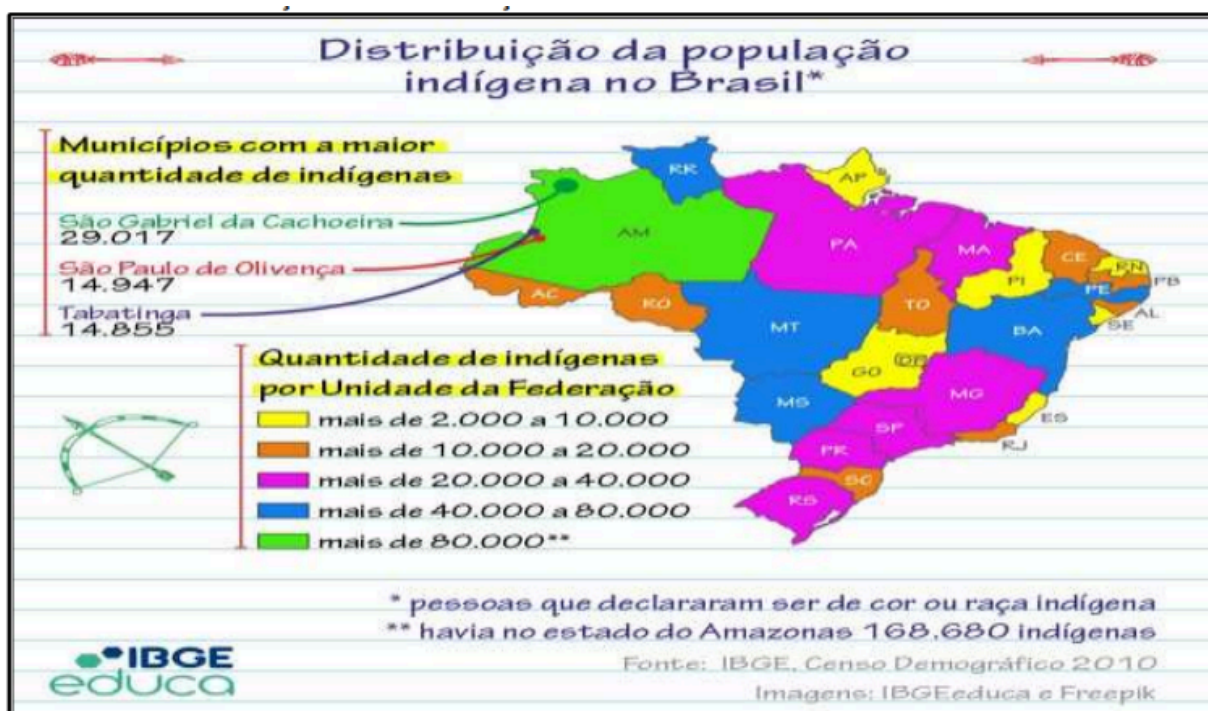 Distribuição da população
indígena no Brasil*
Municípios com a maior
quantidade de indígenas
São Gabriel da Cachoeira
29.017
São Paulo de Olivença
14.947
Tabatinga
14.855
RR
AP
AM
PA
MA
CE
RN
PB
PI
PE
AL
SE
AC
RO
TO
MT
BA
GO
DF
MG
MS
ES
SP
RJ
PR
SC
RS
Quantidade de indígenas
por Unidade da Federação
mais de 2.000 a 10.000
mais de 10.000 a 20.000
mais de 20.000 a 40.000
mais de 40.000 a 80.000
mais de 80.000**
* pessoas que declararam ser de cor ou raça indígena
** havia no estado do Amazonas 168.680 indígenas
Fonte: IBGE, Censo Demográfico 2010
Imagens: IBGEeduca e Freepik
IBGE
educa